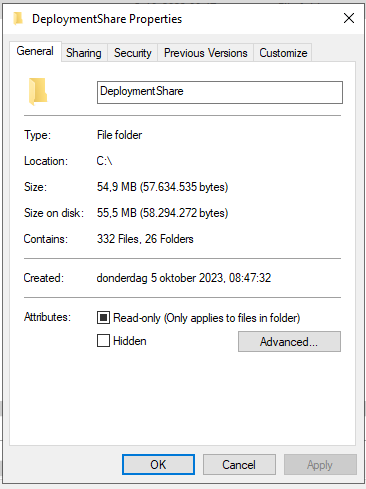 DeploymentShare Properties
General Sharing Security Previous Versions Customize
DeploymentShare
Type: File folder
Location: C:\
Size: 54,9 MB (57.634.535 bytes)
Size on disk: 55,5 MB (58.294.272 bytes)
Contains: 332 Files, 26 Folders
Created: donderdag 5 oktober 2023, 08:47:32
Attributes: Read-only (Only applies to files in folder)
Hidden Advanced...
OK Cancel Apply